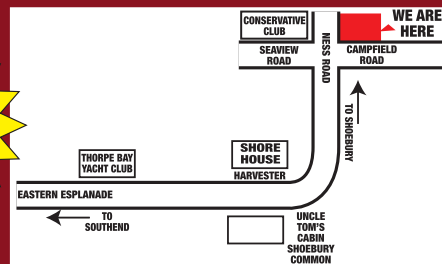 CONSERVATIVE
CLUB
WE ARE
HERE
SEAVIEW
ROAD
NESS ROAD
CAMPFIELD
ROAD
TO SHOEBURY
THORPE BAY
YACHT CLUB
SHORE
HOUSE
HARVESTER
EASTERN ESPLANADE
TO
SOUTHEND
UNCLE
TOM'S
CABIN
SHOEBURY
COMMON